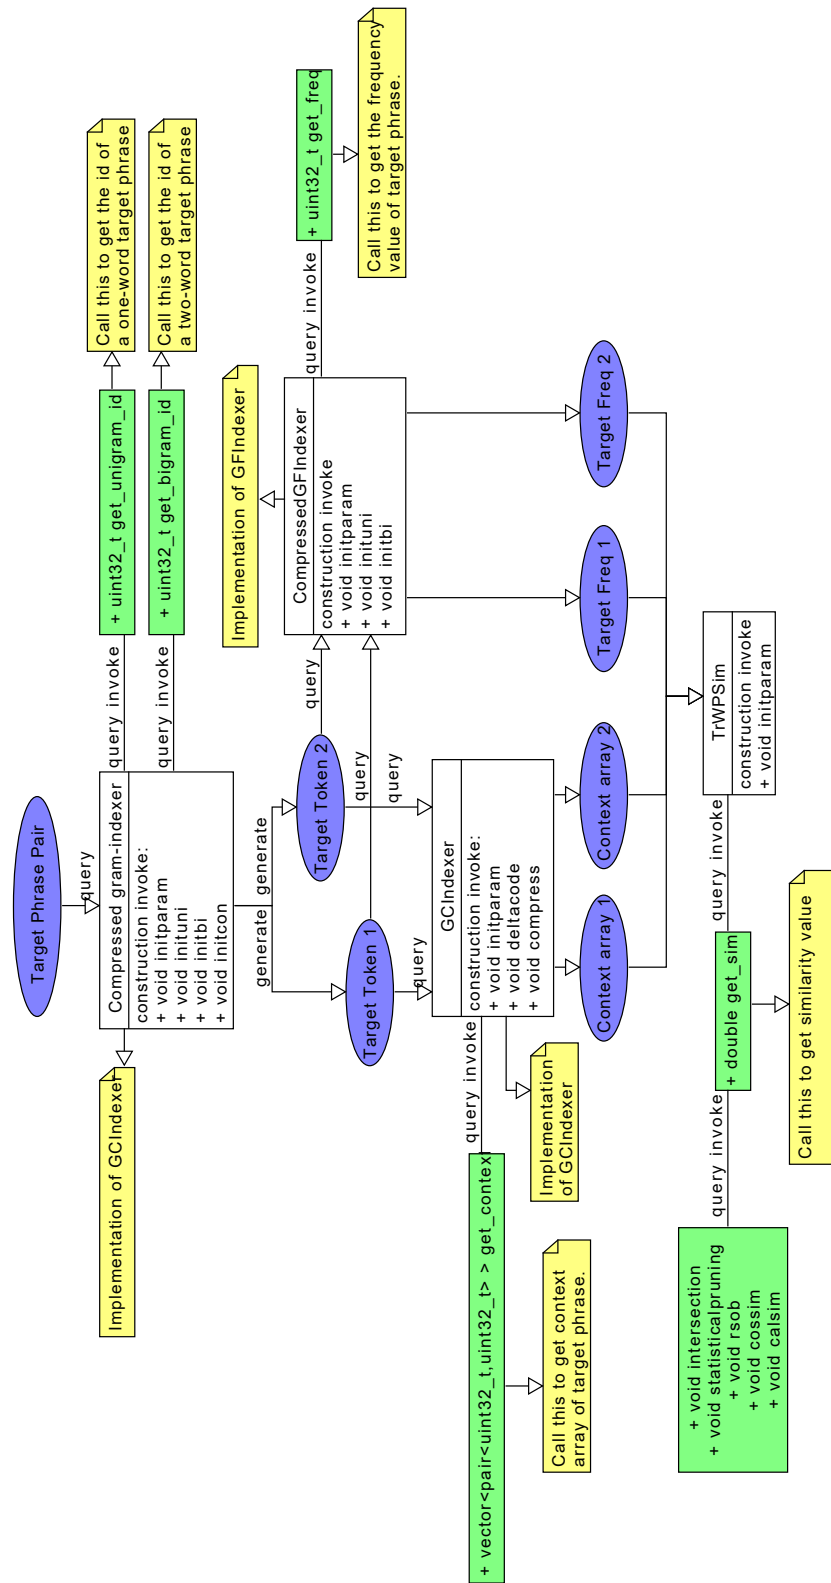 Target Phrase Pair
query
Compressed gram-indexer
construction invoke:
+ void initparam
+ void inituni
+ void initbi
+ void initcon
Implementation of GCIndexer
query invoke
+ uint32_t get_unigram_id
Call this to get the id of
a one-word target phrase
query invoke
+ uint32_t get_bigram_id
Call this to get the id of
a two-word target phrase
generate
generate
Target Token 1
Target Token 2
query
query
query
query
Implementation of GFIndexer
CompressedGFIndexer
construction invoke
+ void initparam
+ void inituni
+ void initbi
query invoke
+ uint32_t get_freq
Call this to get the frequency
value of target phrase.
GCIndexer
construction invoke:
+ void initparam
+ void deltacode
+ void compress
query invoke
+ vector<pair<uint32_t,uint32_t> > get_context
Call this to get context
array of target phrase.
Implementation
of GCIndexer
Context array 1
Context array 2
Target Freq 1
Target Freq 2
TrWPSim
construction invoke
+ void initparam
query invoke
+ double get_sim
Call this to get similarity value
query invoke
+ void intersection
+ void statisticalpruning
+ void rsob
+ void cossim
+ void calsim